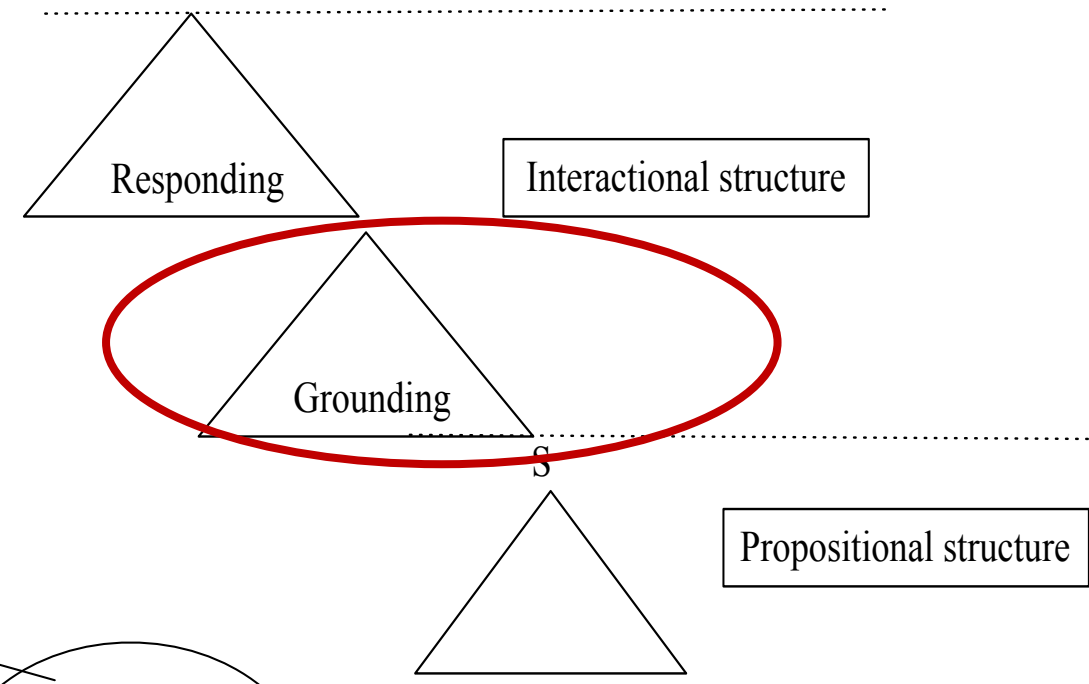 Responding
Interactional structure
Grounding
S
Propositional structure